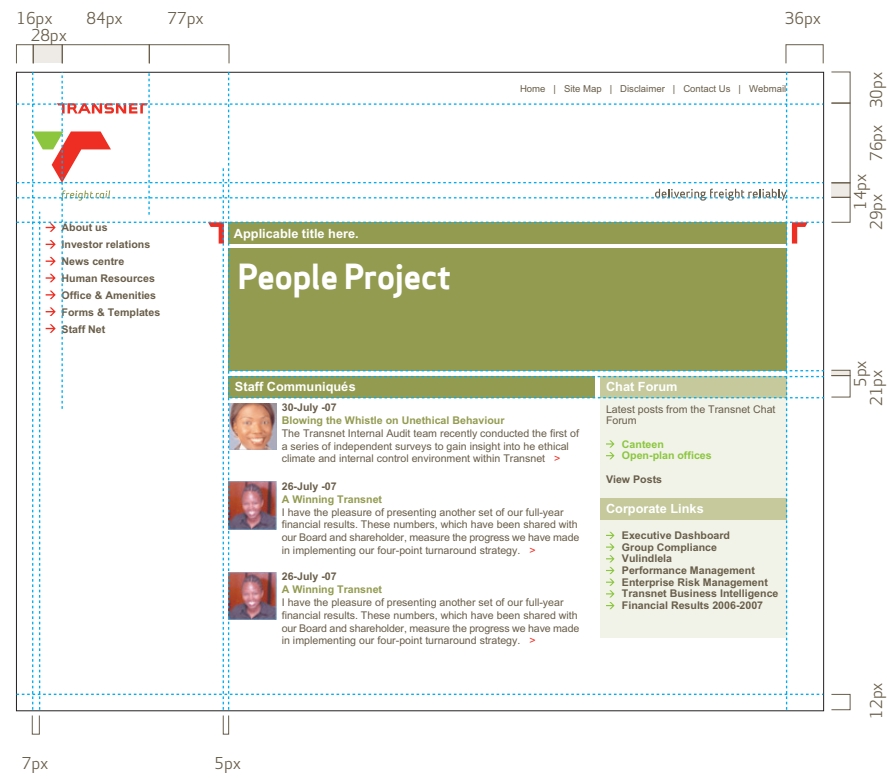 16px 84px 77px 36px
28px
Home | Site Map | Disclaimer | Contact Us | Webmail
30px
TRANSNET
76px
freight rail
delivering freight reliably
14px
29px
About us
Investor relations
News centre
Human Resources
Office & Amenities
Forms & Templates
Staff Net
Applicable title here.
People Project
5px
21px
Staff Communiqués
30-July -07
Blowing the Whistle on Unethical Behaviour
The Transnet Internal Audit team recently conducted the first of
a series of independent surveys to gain insight into he ethical
climate and internal control environment within Transnet >
26-July -07
A Winning Transnet
I have the pleasure of presenting another set of our full-year
financial results. These numbers, which have been shared with
our Board and shareholder, measure the progress we have made
in implementing our four-point turnaround strategy. >
26-July -07
A Winning Transnet
I have the pleasure of presenting another set of our full-year
financial results. These numbers, which have been shared with
our Board and shareholder, measure the progress we have made
in implementing our four-point turnaround strategy. >
Chat Forum
Latest posts from the Transnet Chat
Forum
Canteen
Open-plan offices
View Posts
Corporate Links
Executive Dashboard
Group Compliance
Vulindlela
Performance Management
Enterprise Risk Management
Transnet Business Intelligence
Financial Results 2006-2007
12px
7px 5px